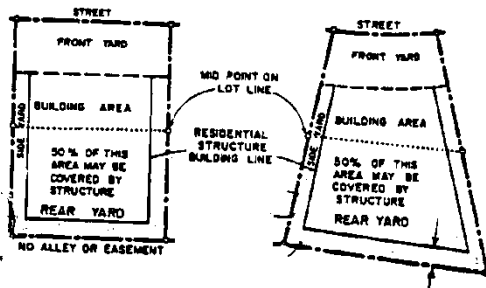 STREET
FRONT YARD
BUILDING AREA
SIDE YARD
50% OF THIS
AREA MAY BE
COVERED BY
STRUCTURE
REAR YARD
NO ALLEY OR EASEMENT
MID POINT ON
LOT LINE
RESIDENTIAL
STRUCTURE
BUILDING LINE
STREET
FRONT YARD
BUILDING AREA
SIDE YARD
50% OF THIS
AREA MAY BE
COVERED BY
STRUCTURE
REAR YARD